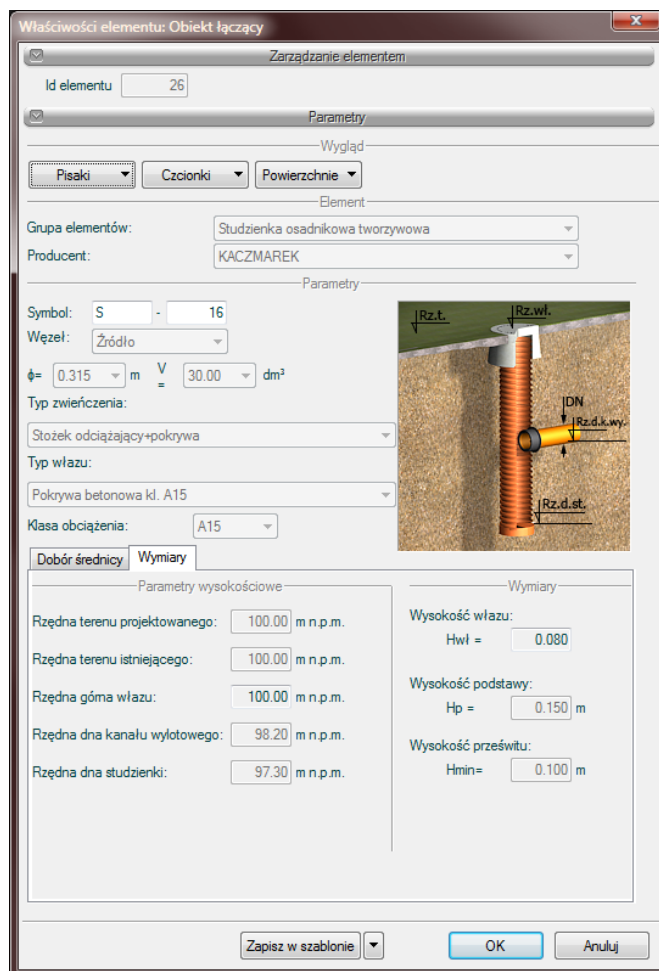 Właściwości elementu: Obiekt łączący
Zarządzanie elementem
Id elementu 26
Parametry
Wygląd
Pisaki Czcionki Powierzchnie
Element
Grupa elementów: Studzienka osadnikowa tworzywowa
Producent: KACZMAREK
Parametry
Symbol: S - 16
Węzeł: Źródło
ϕ= 0.315 m V = 30.00 dm³
Typ zwieńczenia:
Stożek odciążający+pokrywa
Typ włazu:
Pokrywa betonowa kl. A15
Klasa obciążenia: A15
Rz.t. Rz.wł.
DN
Rz.d.k.wy.
Rz.d.st.
Dobór średnicy Wymiary
Parametry wysokościowe
Rzędna terenu projektowanego: 100.00 m n.p.m.
Rzędna terenu istniejącego: 100.00 m n.p.m.
Rzędna górna włazu: 100.00 m n.p.m.
Rzędna dna kanału wylotowego: 98.20 m n.p.m.
Rzędna dna studzienki: 97.30 m n.p.m.
Wymiary
Wysokość włazu:
Hwł = 0.080
Wysokość podstawy:
Hp = 0.150 m
Wysokość prześwitu:
Hmin= 0.100 m
Zapisz w szablonie OK Anuluj